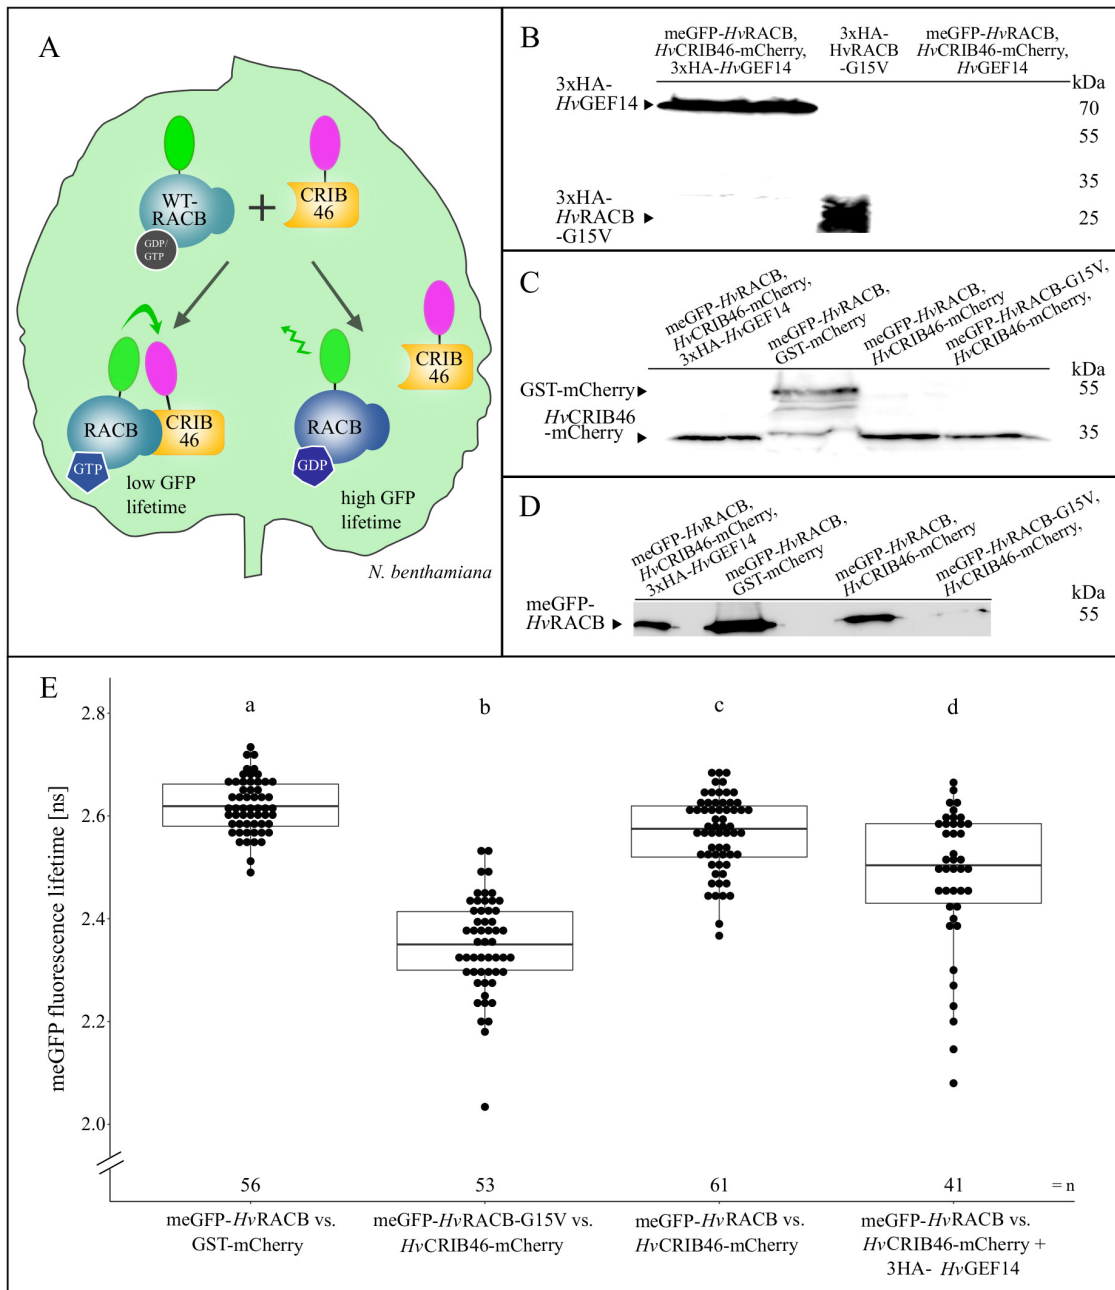 A
WT-
RACB
GDP/
GTP
+
CRIB
46
RACB
CRIB
46
GTP
low GFP
lifetime
CRIB
46
RACB
GDP
high GFP
lifetime
N. benthamiana
B
meGFP-HvRACB,
HvCRIB46-mCherry,
3xHA-HvGEF14
3xHA-
HvRACB
-G15V
meGFP-HvRACB,
HvCRIB46-mCherry,
HvGEF14
kDa
3xHA-
HvGEF14
70
55
35
3xHA-
HvRACB
-G15V
25
C
meGFP-HvRACB,
HvCRIB46-mCherry,
3xHA-HvGEF14
meGFP-HvRACB,
GST-mCherry
meGFP-HvRACB,
HvCRIB46-mCherry
meGFP-HvRACB-G15V,
HvCRIB46-mCherry,
kDa
GST-mCherry
55
HvCRIB46
-mCherry
35
D
meGFP-HvRACB,
HvCRIB46-mCherry,
3xHA-HvGEF14
meGFP-HvRACB,
GST-mCherry
meGFP-HvRACB,
HvCRIB46-mCherry
meGFP-HvRACB-G15V,
HvCRIB46-mCherry,
kDa
meGFP-
HvRACB
55
E
meGFP fluorescence lifetime [ns]
2.8
2.6
2.4
2.2
2.0
a
b
c
d
56
53
61
41
= n
meGFP-HvRACB vs.
GST-mCherry
meGFP-HvRACB-G15V vs.
HvCRIB46-mCherry
meGFP-HvRACB vs.
HvCRIB46-mCherry
meGFP-HvRACB vs.
HvCRIB46-mCherry +
3HA- HvGEF14